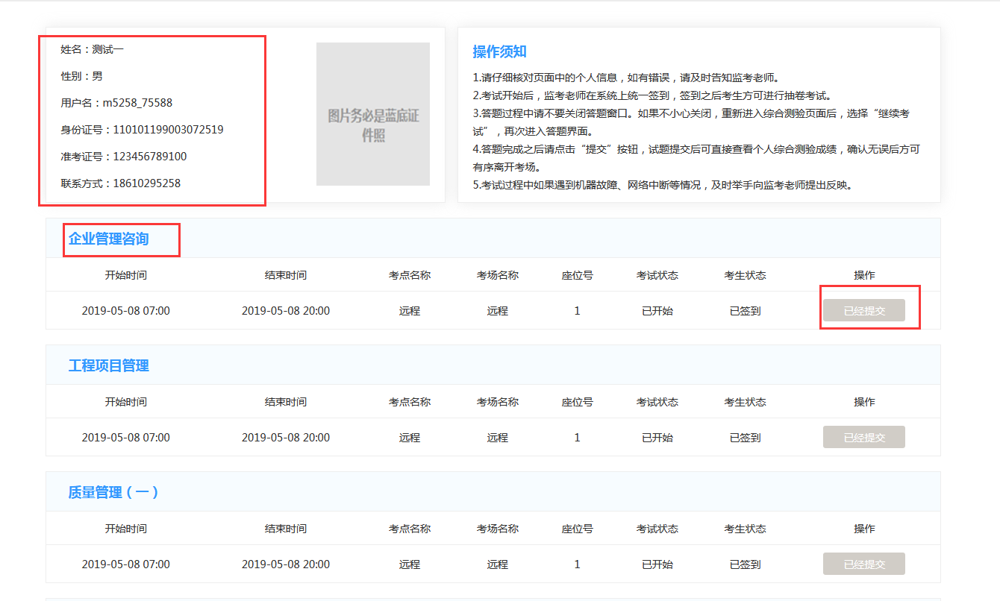 姓名：测试一
性别：男
用户名：m5258_75588
身份证号：110101199003072519
准考证号：123456789100
联系方式：18610295258
图片务必是蓝底证
件照
操作须知
1.请仔细核对页面中的个人信息，如有错误，请及时告知监考老师。
2.考试开始后，监考老师在系统上统一签到，签到之后考生方可进行抽卷考试。
3.答题过程中请不要关闭答题窗口。如果不小心关闭，重新进入综合测验页面后，选择“继续考
试”，再次进入答题界面。
4.答题完成之后请点击“提交”按钮，试题提交后可直接查看个人综合测验成绩，确认无误后方可
有序离开考场。
5.考试过程中如果遇到机器故障、网络中断等情况，及时举手向监考老师提出反映。
企业管理咨询
开始时间 结束时间 考点名称 考场名称 座位号 考试状态 考生状态 操作
2019-05-08 07:00 2019-05-08 20:00 远程 远程 1 已开始 已签到 已经提交
工程项目管理
开始时间 结束时间 考点名称 考场名称 座位号 考试状态 考生状态 操作
2019-05-08 07:00 2019-05-08 20:00 远程 远程 1 已开始 已签到 已经提交
质量管理（一）
开始时间 结束时间 考点名称 考场名称 座位号 考试状态 考生状态 操作
2019-05-08 07:00 2019-05-08 20:00 远程 远程 1 已开始 已签到 已经提交